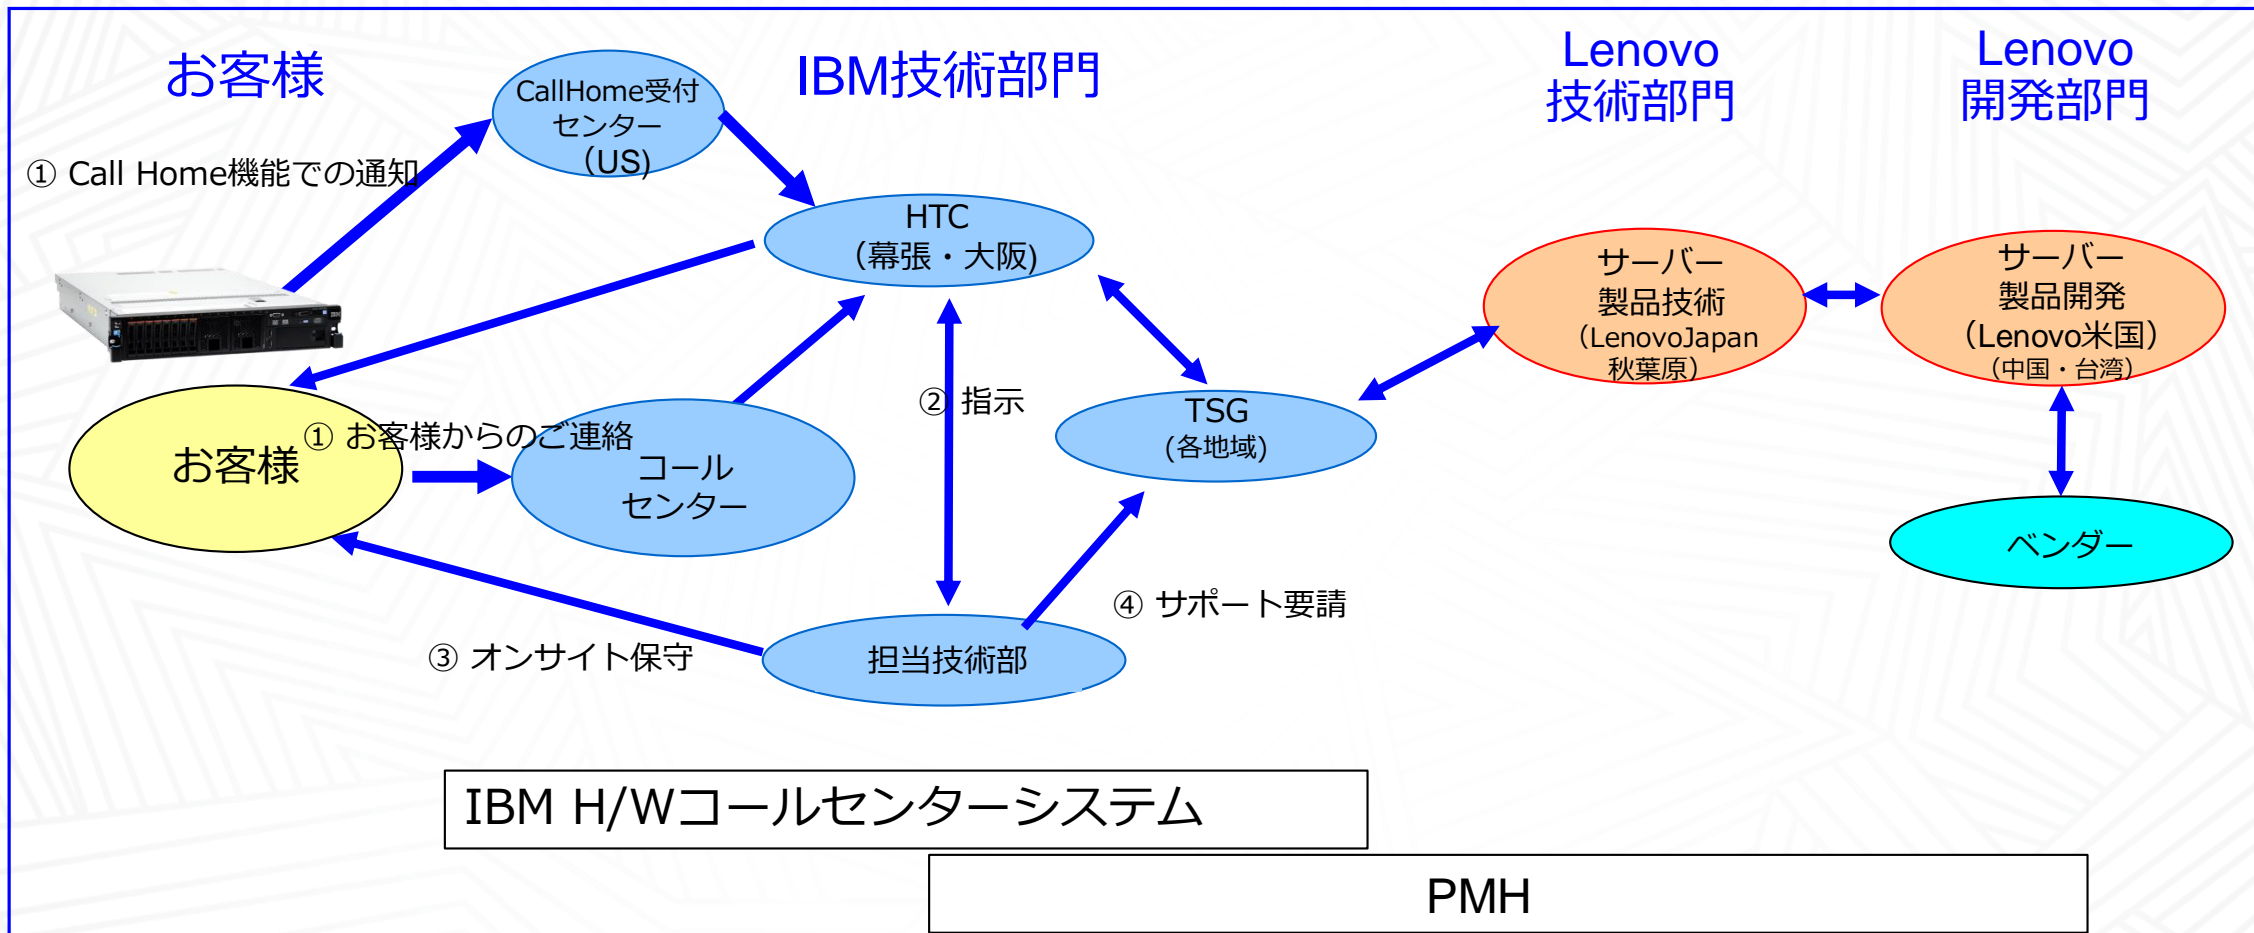 お客様
IBM技術部門
Lenovo
技術部門
Lenovo
開発部門
CallHome受付
センター
（US)
① Call Home機能での通知
HTC
（幕張・大阪)
サーバー
製品技術
（LenovoJapan
秋葉原）
サーバー
製品開発
（Lenovo米国）
（中国・台湾）
② 指示
TSG
(各地域)
① お客様からのご連絡
お客様
コール
センター
ベンダー
④ サポート要請
③ オンサイト保守
担当技術部
IBM H/Wコールセンターシステム
PMH